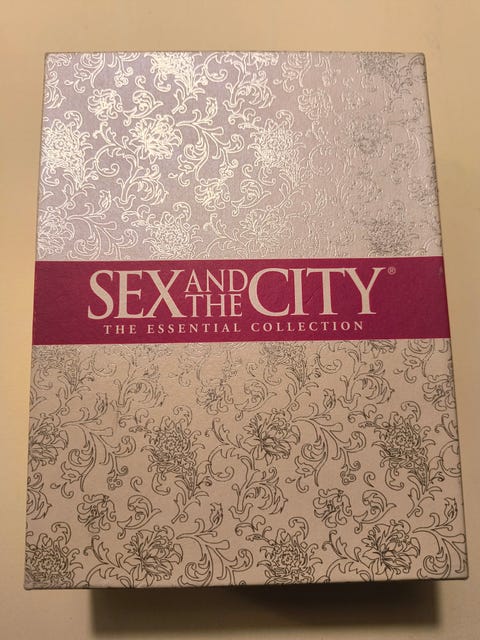 SEX AND THE CITY®
THE ESSENTIAL COLLECTION